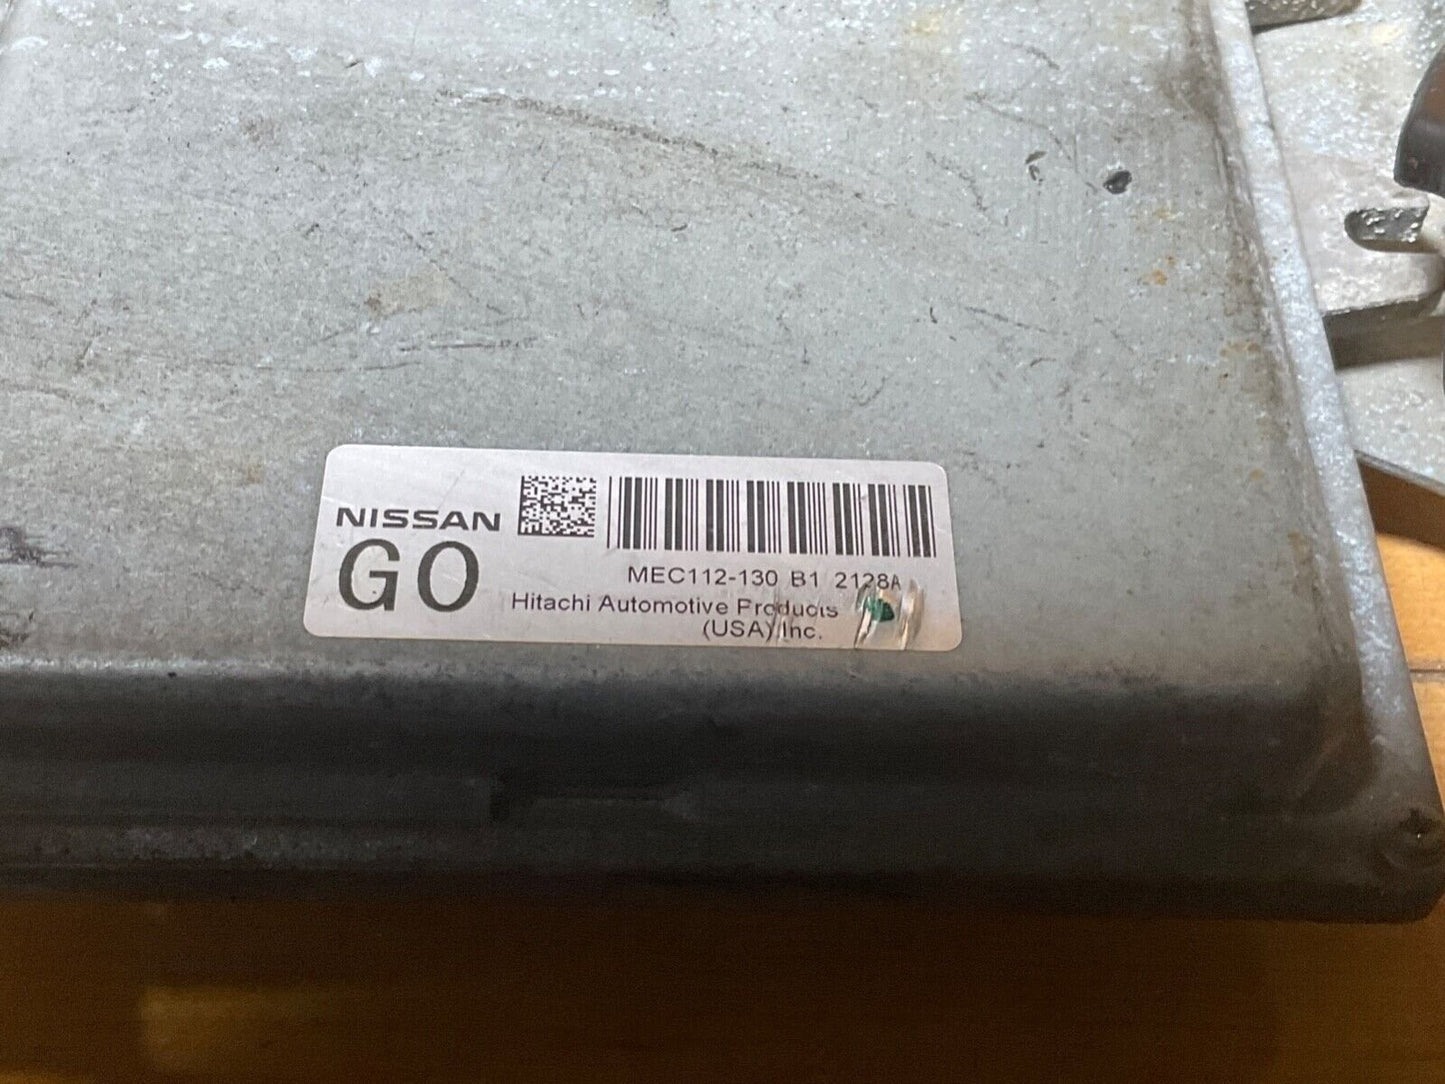 NISSAN
GO
MEC112-130 B1 2128A
Hitachi Automotive Products
(USA) Inc.